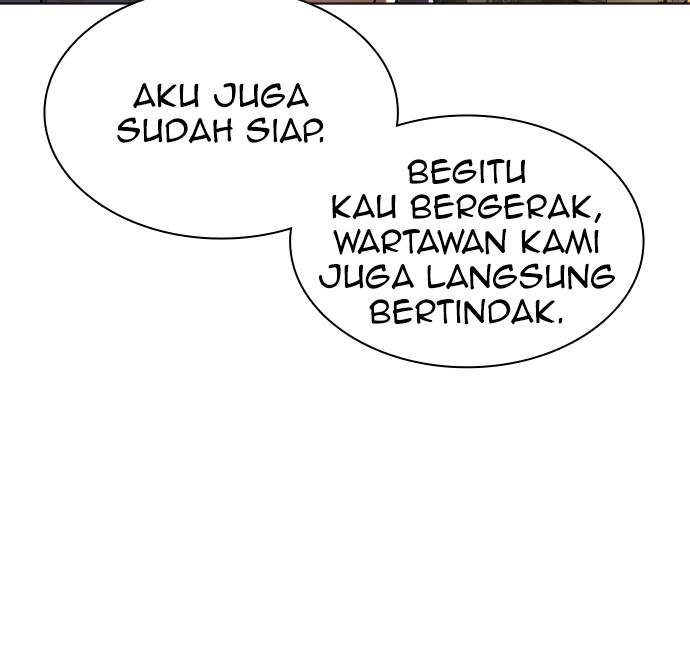 AKU JUGA
SUDAH SIAP.
BEGITU
KAU BERGERAK,
WARTAWAN KAMI
JUGA LANGSUNG
BERTINDAK.